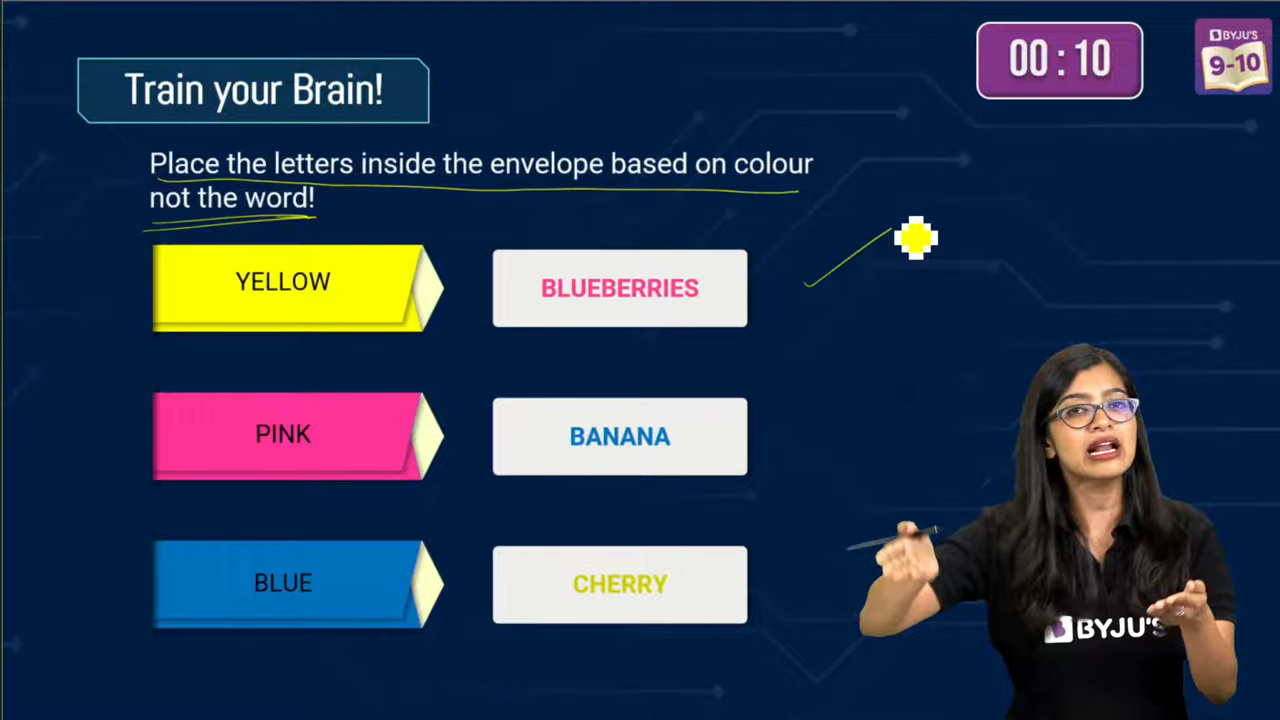 Train your Brain!
00 : 10
BYJU'S
9-10
Place the letters inside the envelope based on colour
not the word!
YELLOW
BLUEBERRIES
PINK
BANANA
BLUE
CHERRY
BYJU'S